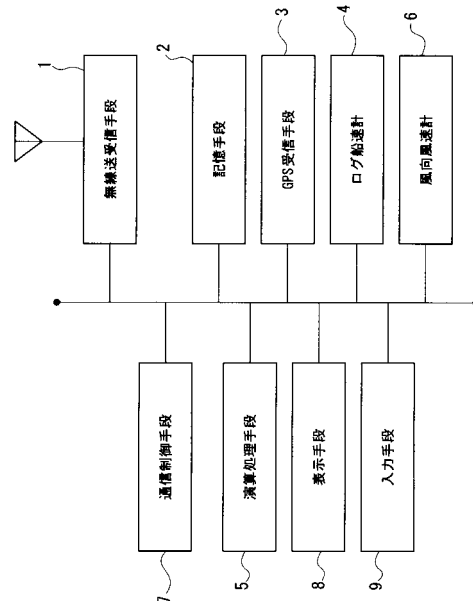 1
無線送受信手段
2
記憶手段
3
GPS受信手段
4
ログ船速計
6
風向風速計
通信制御手段
7
演算処理手段
5
表示手段
8
入力手段
9